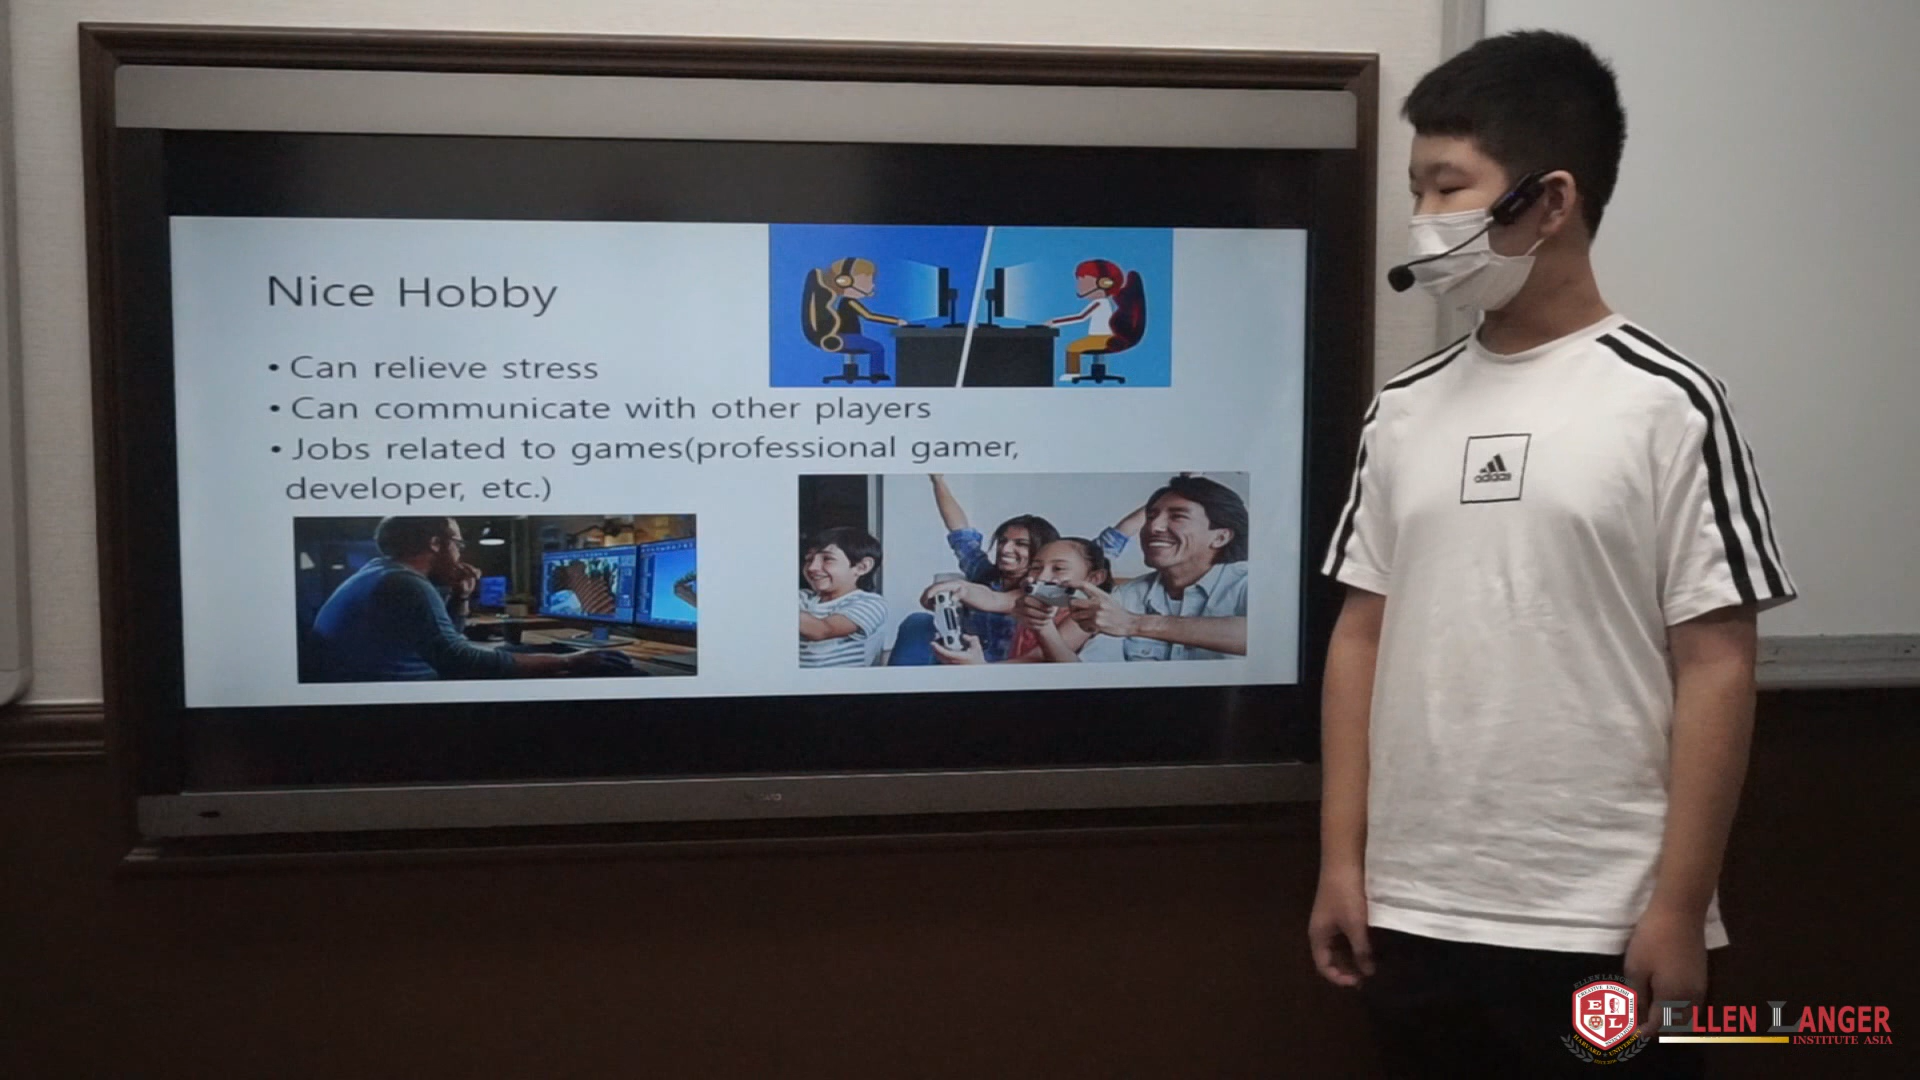 Nice Hobby
• Can relieve stress
• Can communicate with other players
• Jobs related to games(professional gamer,
developer, etc.)
adidas
E L
ELLEN LANGER
INSTITUTE ASIA